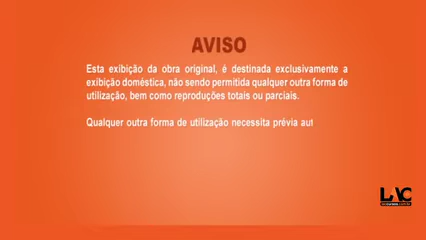 AVISO
Esta exibição da obra original, é destinada exclusivamente a
exibição doméstica, não sendo permitida qualquer outra forma de
utilização, bem como reproduções totais ou parciais.
Qualquer outra forma de utilização necessita prévia aut